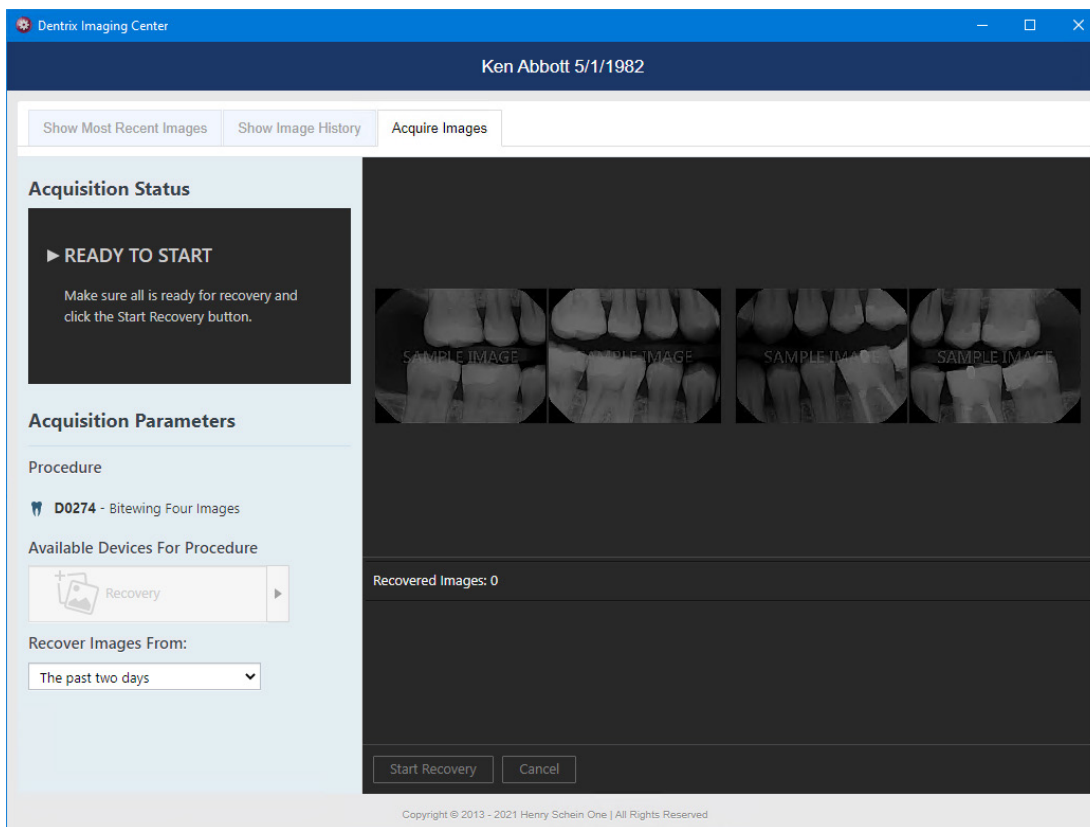 Dentrix Imaging Center
Ken Abbott 5/1/1982
Show Most Recent Images Show Image History Acquire Images
Acquisition Status
READY TO START
Make sure all is ready for recovery and
click the Start Recovery button.
SAMPLE IMAGE SAMPLE IMAGE SAMPLE IMAGE SAMPLE IMAGE
Acquisition Parameters
Procedure
D0274 - Bitewing Four Images
Available Devices For Procedure
Recovery
Recover Images From:
The past two days
Recovered Images: 0
Start Recovery Cancel
Copyright © 2013 - 2021 Henry Schein One | All Rights Reserved